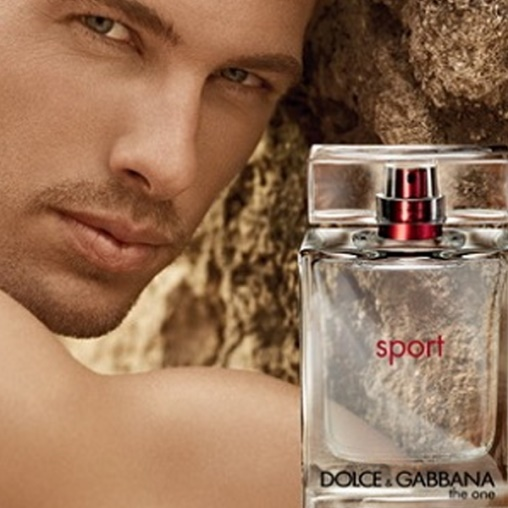 sport
DOLCE & GABBANA
the one